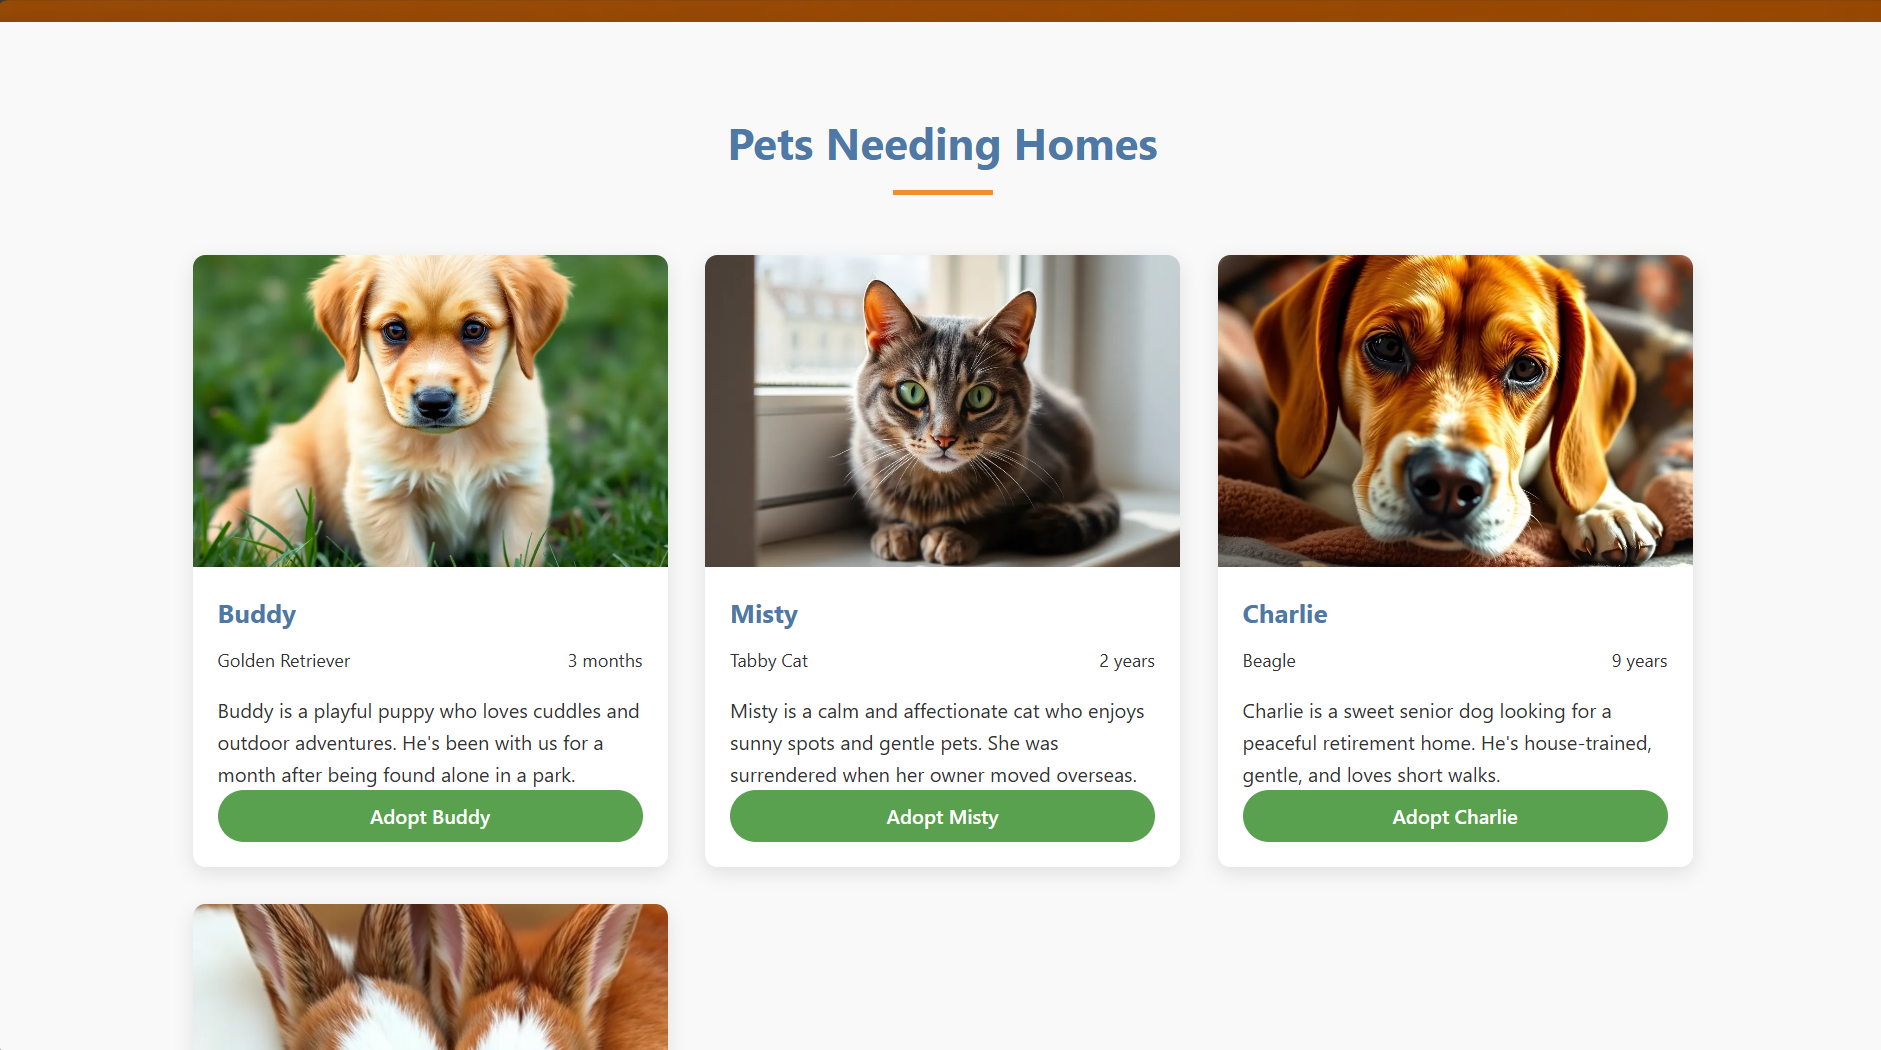 Pets Needing Homes
Buddy
Golden Retriever 3 months
Buddy is a playful puppy who loves cuddles and
outdoor adventures. He's been with us for a
month after being found alone in a park.
Adopt Buddy
Misty
Tabby Cat 2 years
Misty is a calm and affectionate cat who enjoys
sunny spots and gentle pets. She was
surrendered when her owner moved overseas.
Adopt Misty
Charlie
Beagle 9 years
Charlie is a sweet senior dog looking for a
peaceful retirement home. He's house-trained,
gentle, and loves short walks.
Adopt Charlie